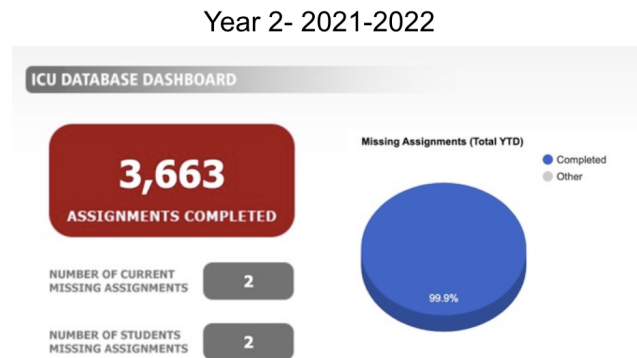 Year 2- 2021-2022
ICU DATABASE DASHBOARD
3,663
ASSIGNMENTS COMPLETED
Missing Assignments (Total YTD)
Completed
Other
99.9%
NUMBER OF CURRENT
MISSING ASSIGNMENTS
2
NUMBER OF STUDENTS
MISSING ASSIGNMENTS
2